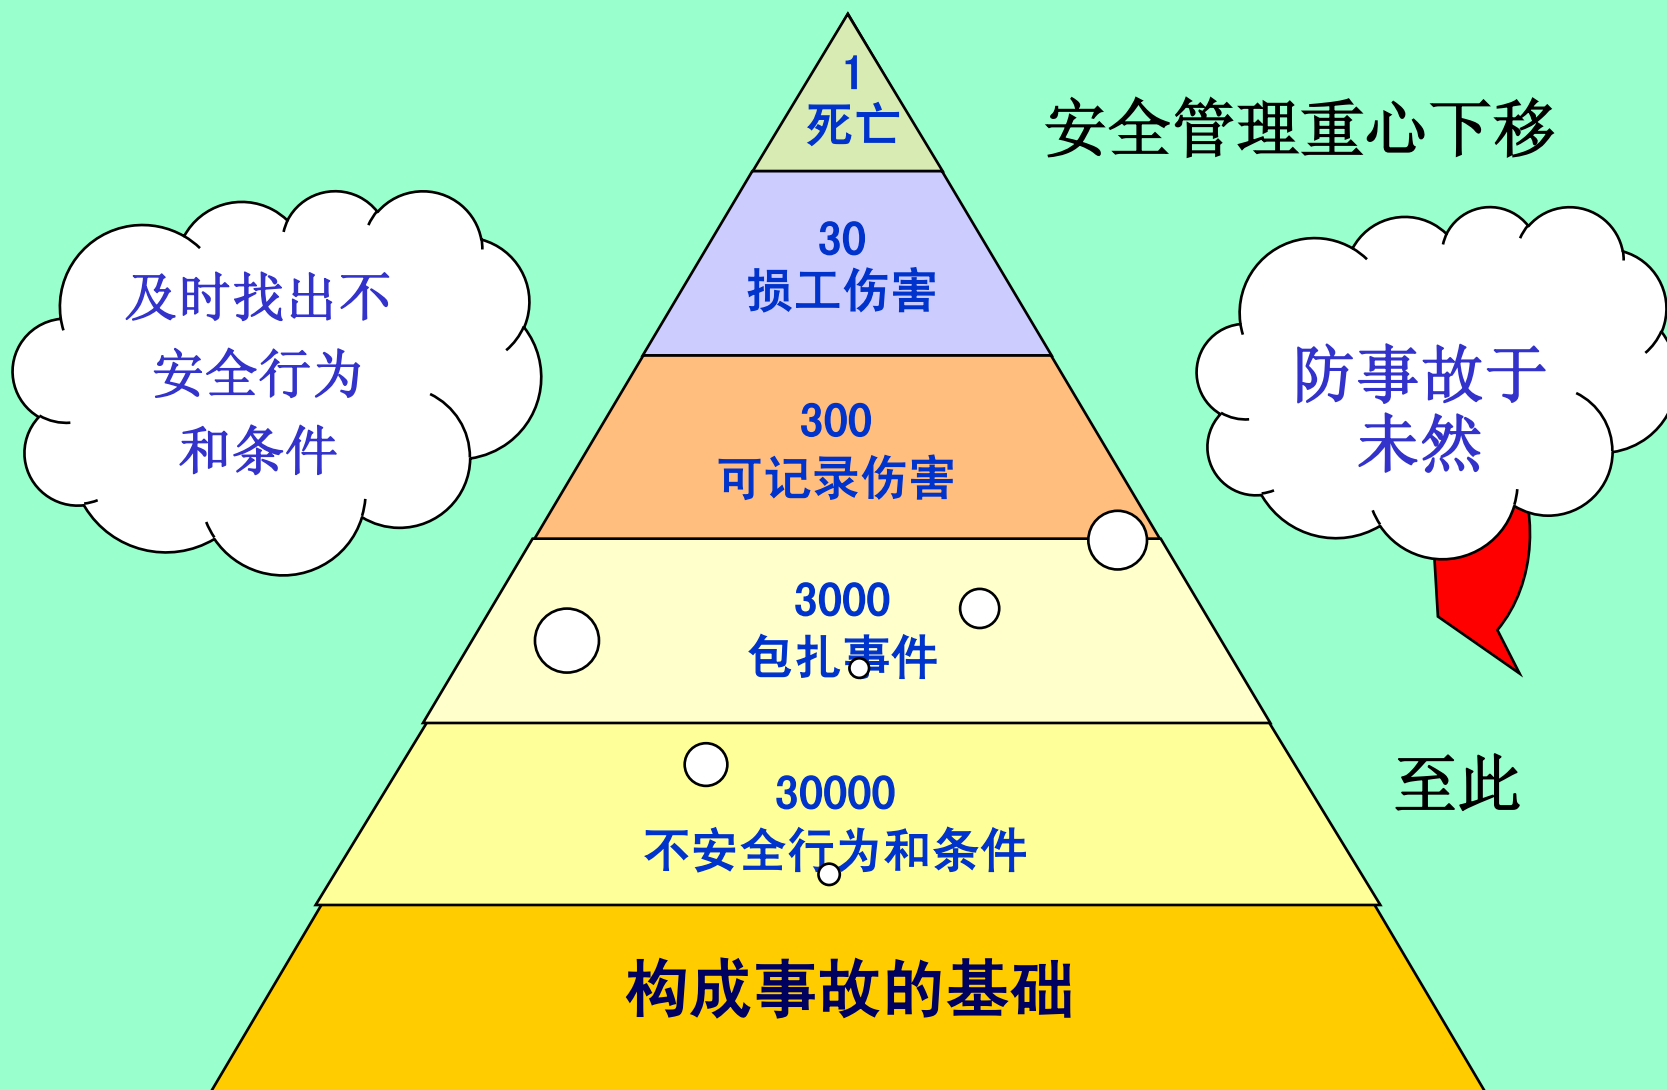 1
死亡
安全管理重心下移
30
损工伤害
及时找出不
安全行为
和条件
防事故于
未然
300
可记录伤害
3000
包扎事件
至此
30000
不安全行为和条件
构成事故的基础